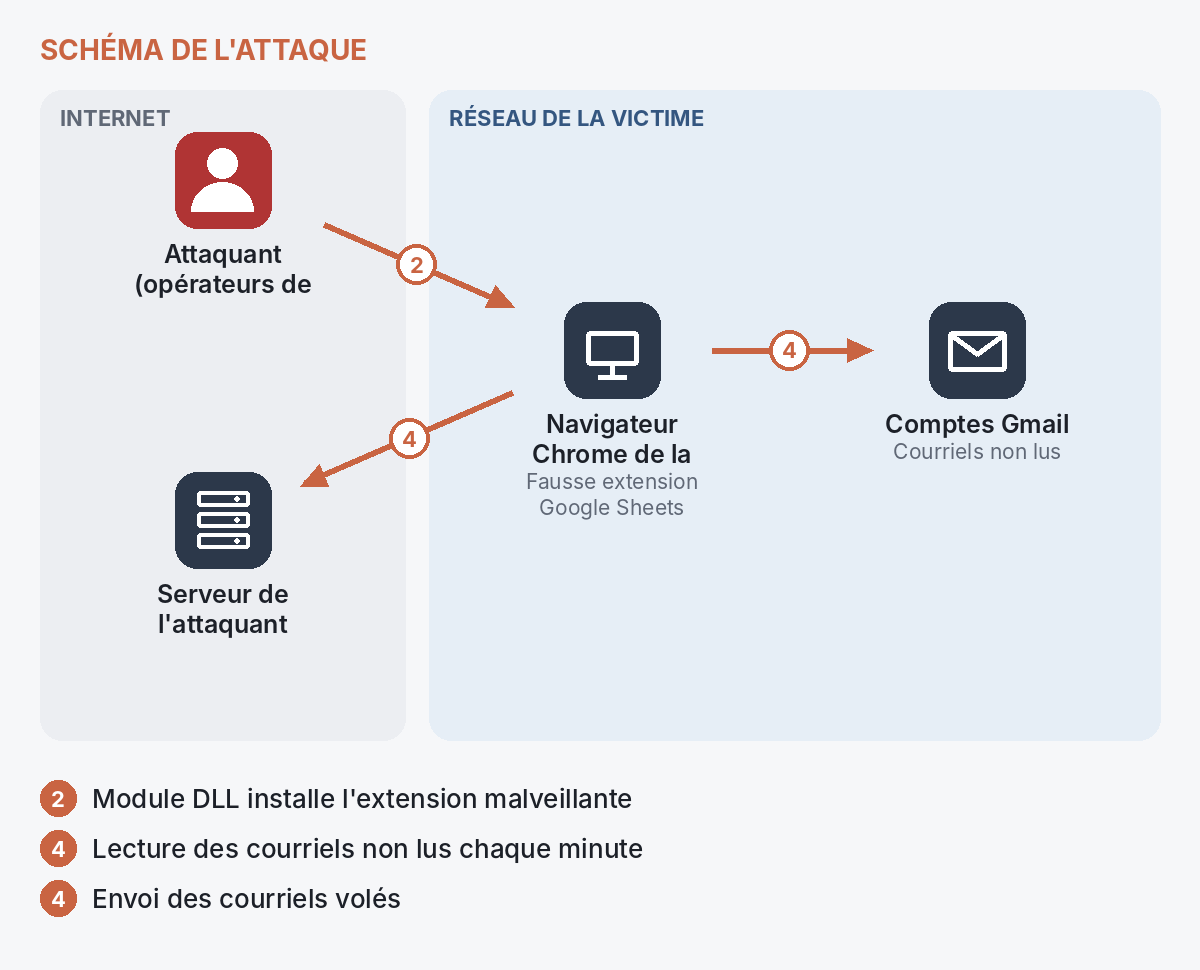 SCHÉMA DE L'ATTAQUE
INTERNET
Attaquant
(opérateurs de
2
4
Serveur de
l'attaquant
RÉSEAU DE LA VICTIME
Navigateur
Chrome de la
Fausse extension
Google Sheets
4
Comptes Gmail
Courriels non lus
2 Module DLL installe l'extension malveillante
4 Lecture des courriels non lus chaque minute
4 Envoi des courriels volés